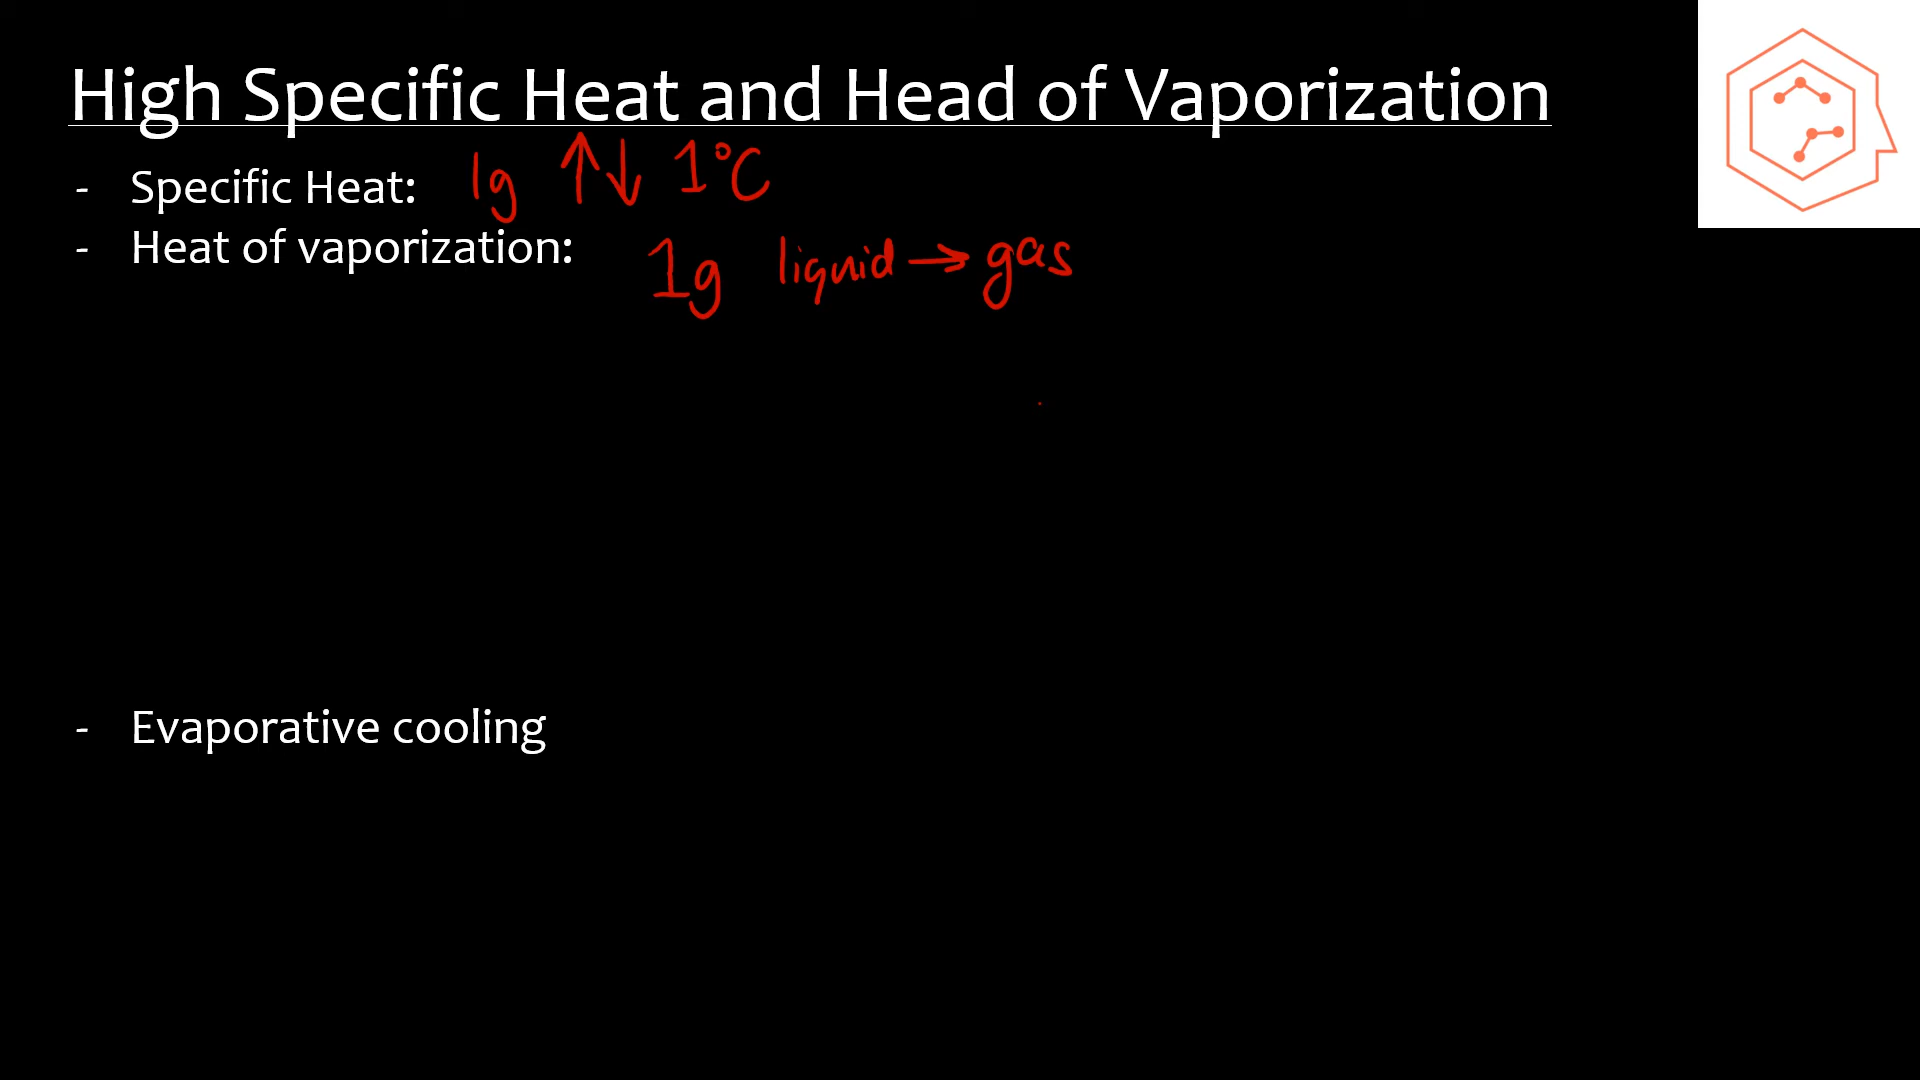 High Specific Heat and Head of Vaporization
- Specific Heat: 1g ↑↓ 1°C
- Heat of vaporization: 1g liquid → gas
- Evaporative cooling